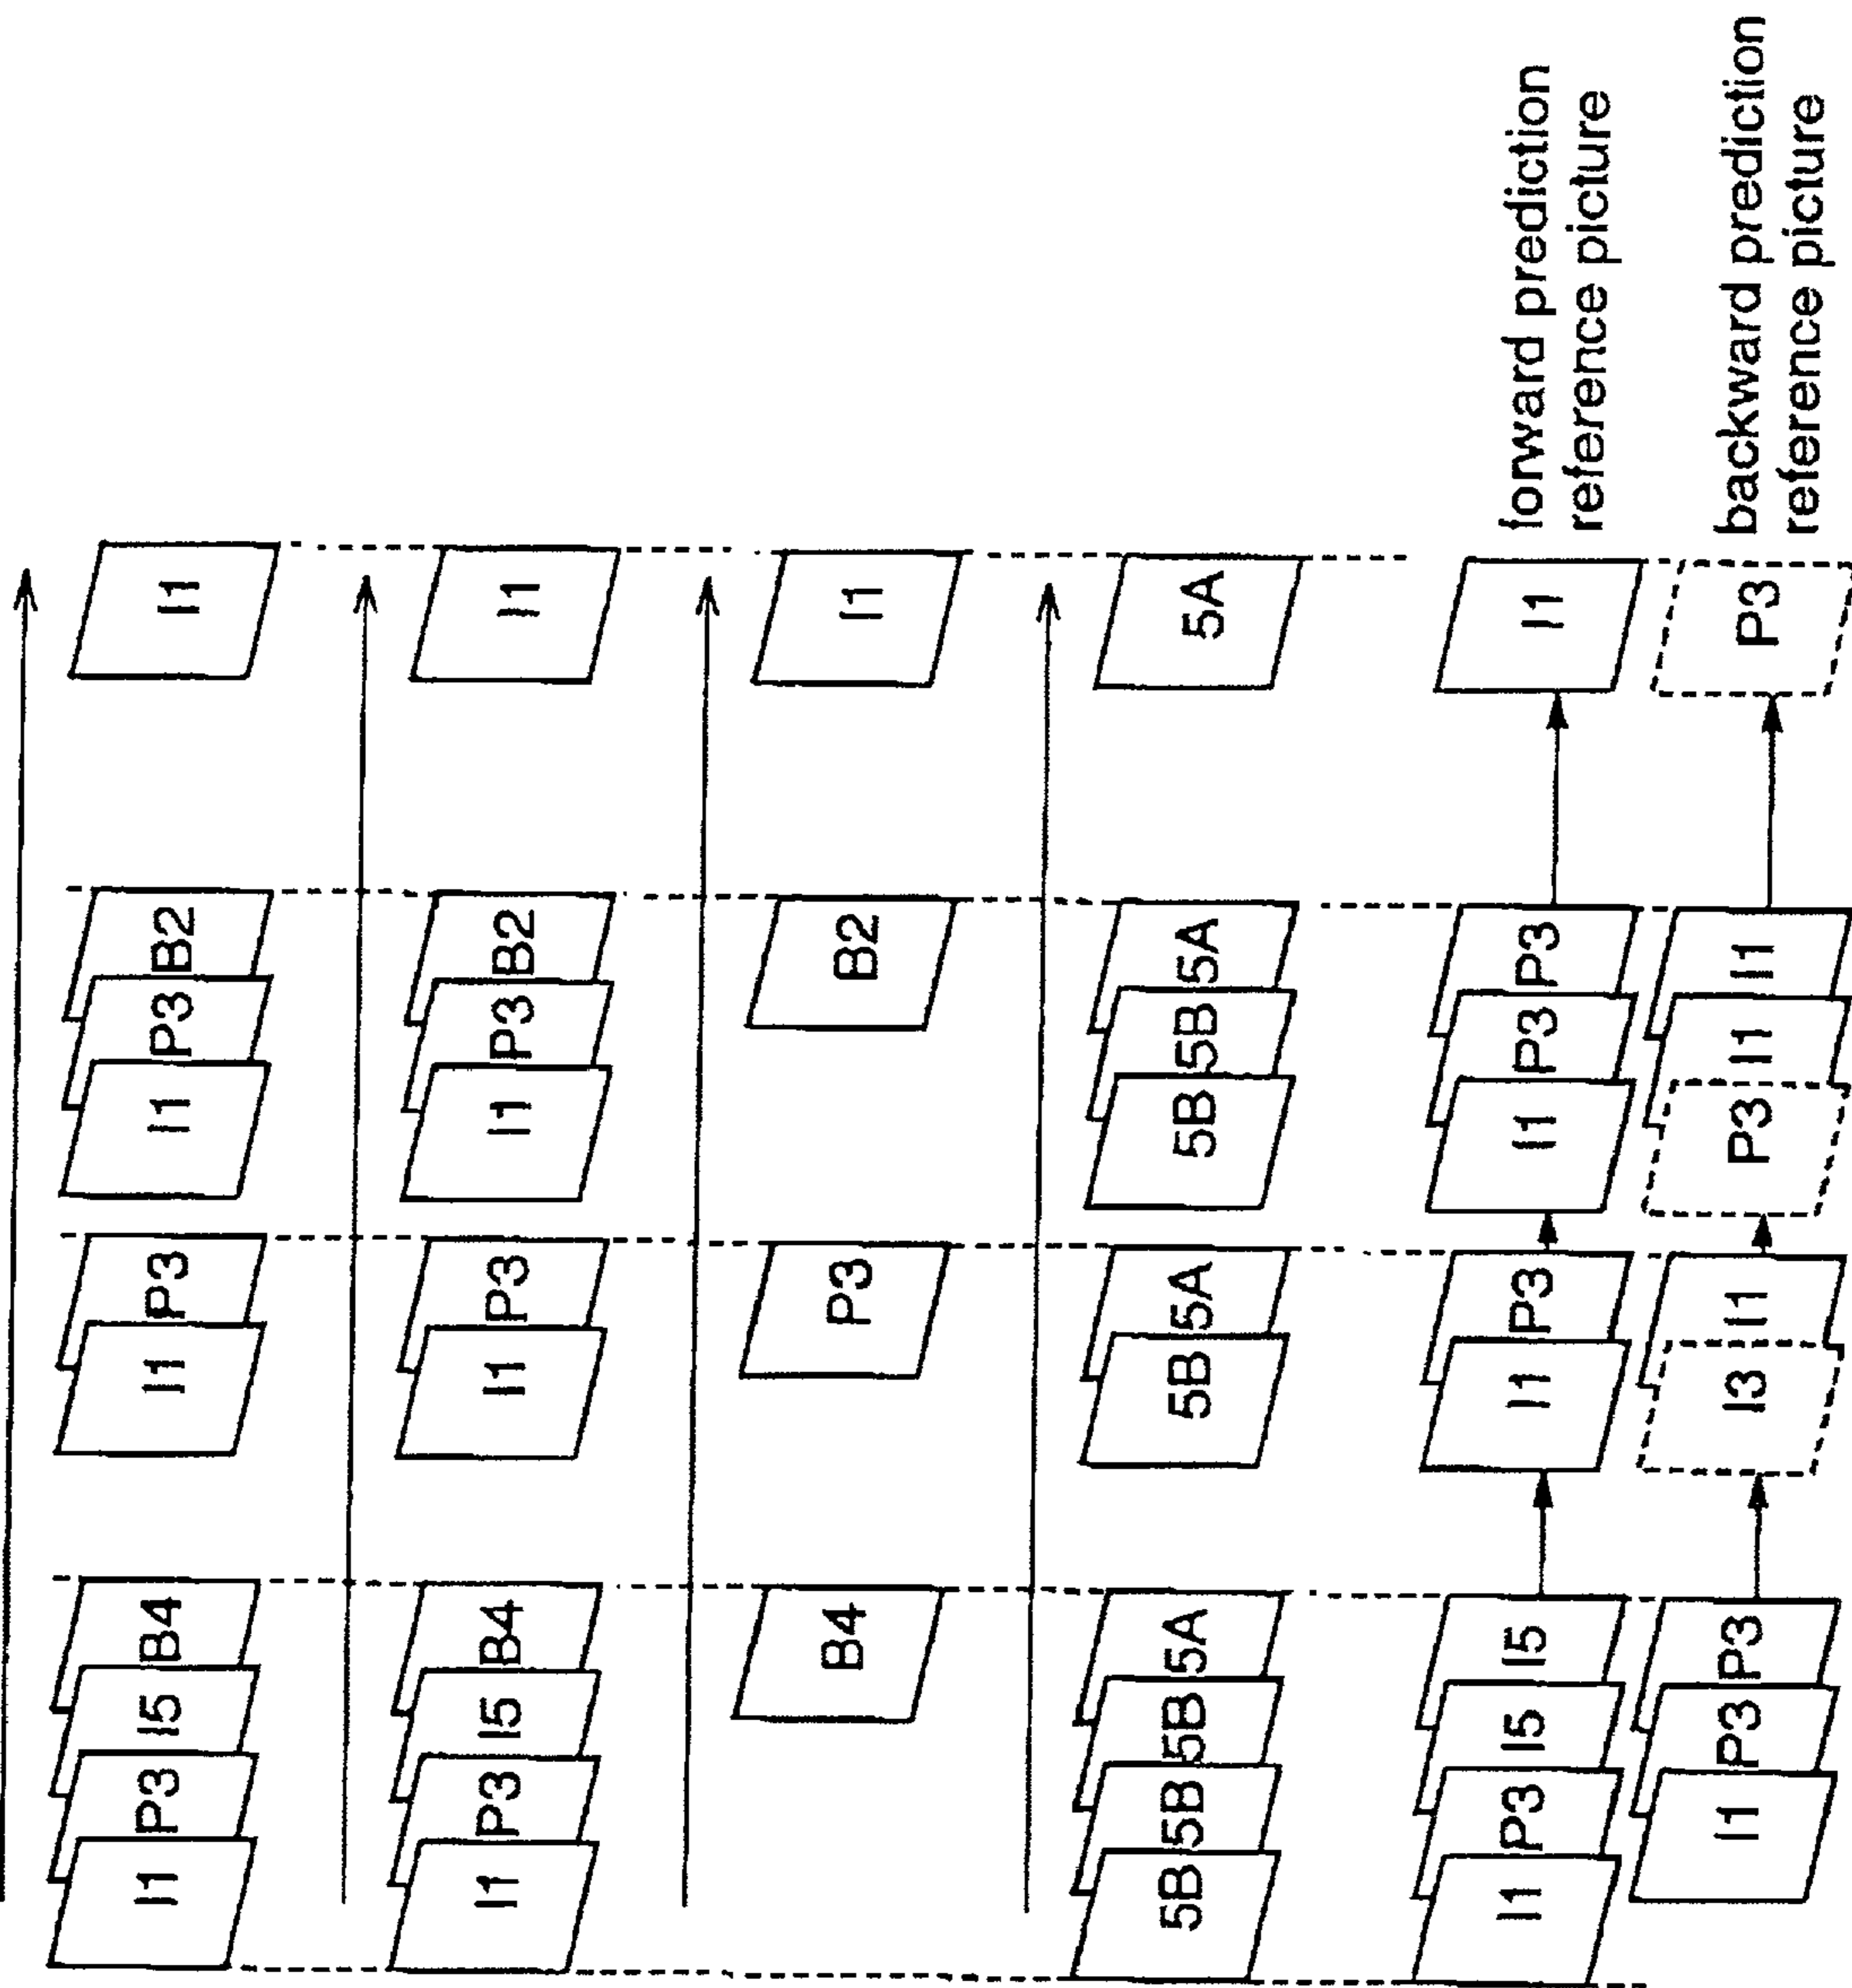 I1 P3 I5 B4 I1 P3 I1 P3 B2 I1
I1 P3 I5 B4 I1 P3 I1 P3 B2 I1
B4 P3 B2 I1
5B 5B 5B 5A 5B 5A 5B 5B 5A 5A
I1 P3 I5 I5 I1 P3 I1 P3 P3 I1 forward prediction
reference picture
I1 P3 P3 I3 I1 P3 I1 I1 P3 backward prediction
reference picture